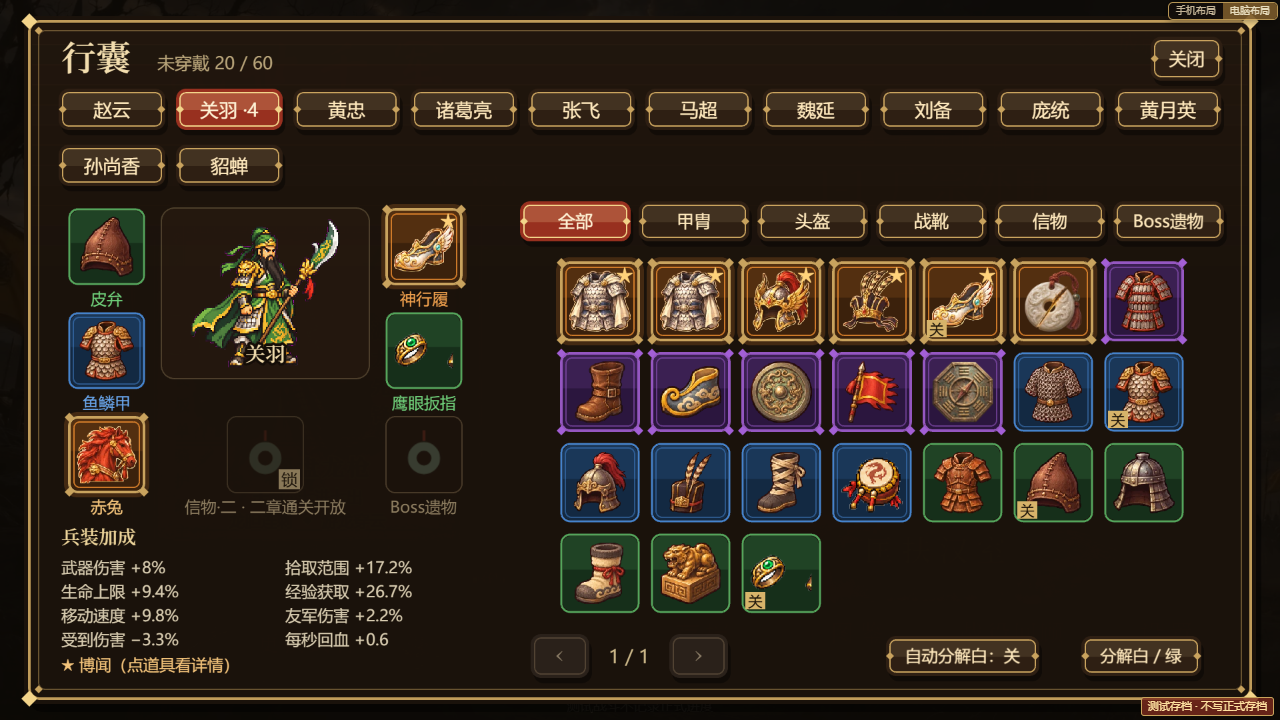 手机布局 电脑布局
行囊 未穿戴 20 / 60 关闭
赵云 关羽 ·4 黄忠 诸葛亮 张飞 马超 魏延 刘备 庞统 黄月英
孙尚香 貂蝉
全部 甲胄 头盔 战靴 信物 Boss遗物
皮弁 神行履
关羽
鱼鳞甲 鹰眼扳指
锁
赤兔 信物·二 · 二章通关开放 Boss遗物
关
关
关
关
兵装加成
武器伤害 +8% 拾取范围 +17.2%
生命上限 +9.4% 经验获取 +26.7%
移动速度 +9.8% 友军伤害 +2.2%
受到伤害 −3.3% 每秒回血 +0.6
★ 博闻（点道具看详情）
‹ 1 / 1 › 自动分解白：关 分解白 / 绿
测试存档 · 不写正式存档